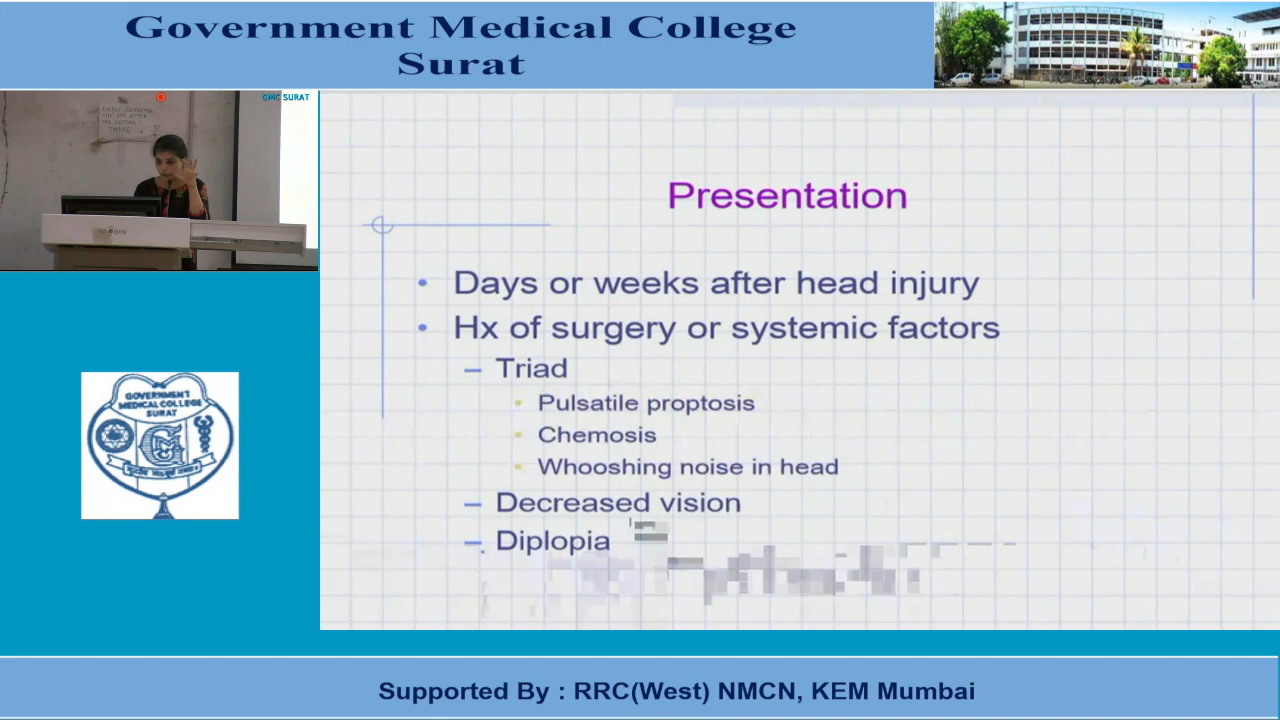 Government Medical College
Surat
GMC SURAT
Presentation
• Days or weeks after head injury
• Hx of surgery or systemic factors
– Triad
• Pulsatile proptosis
• Chemosis
• Whooshing noise in head
– Decreased vision
– Diplopia
GOVERNMENT
MEDICAL COLLEGE
SURAT
Supported By : RRC(West) NMCN, KEM Mumbai